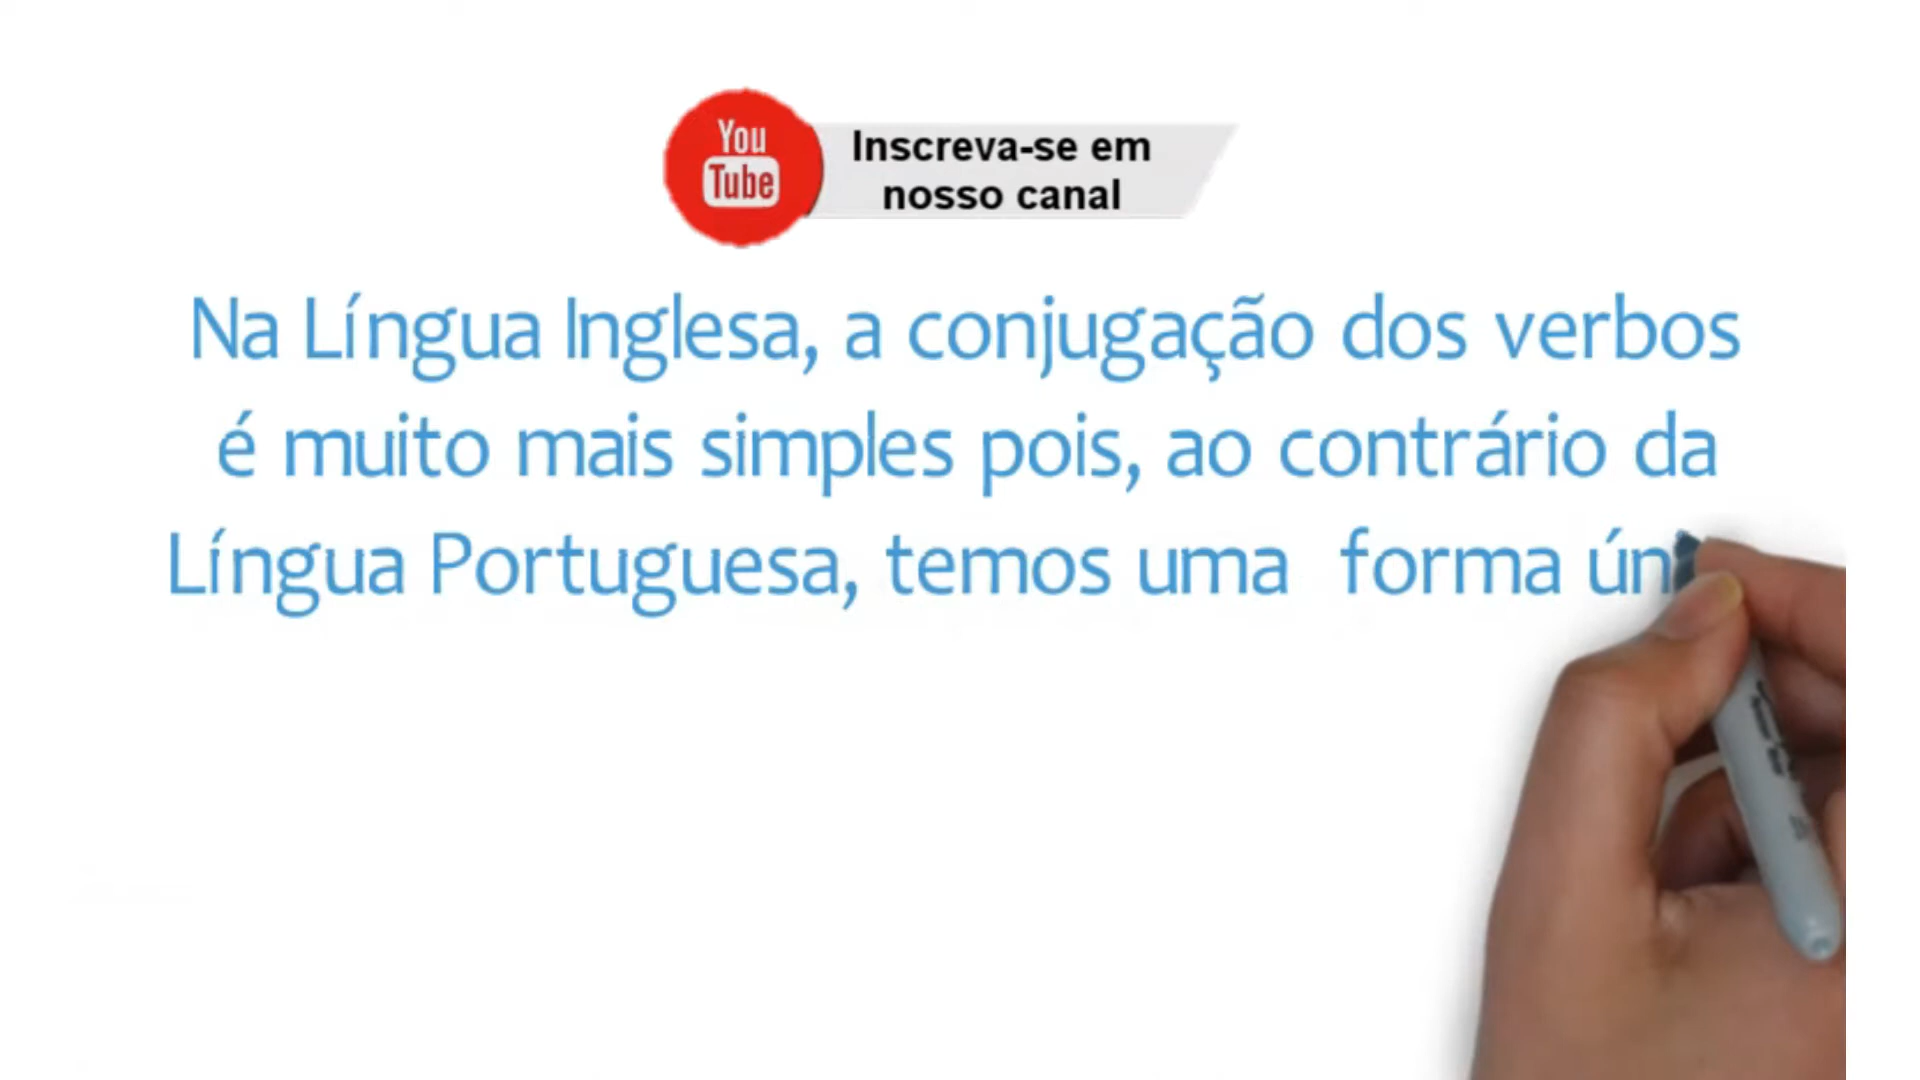 You
Tube
Inscreva-se em
nosso canal
Na Língua Inglesa, a conjugação dos verbos
é muito mais simples pois, ao contrário da
Língua Portuguesa, temos uma forma